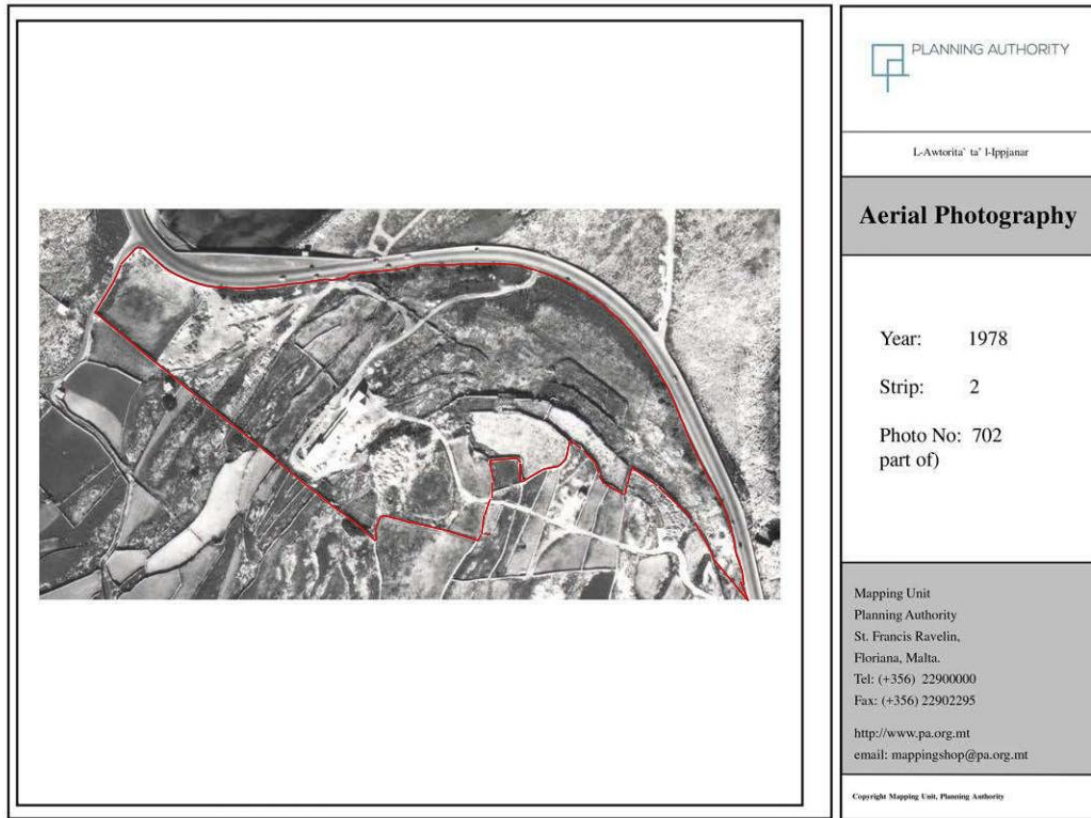 PLANNING AUTHORITY
L-Awtorita` ta' l-Ippjanar
Aerial Photography
Year: 1978
Strip: 2
Photo No: 702
part of)
Mapping Unit
Planning Authority
St. Francis Ravelin,
Floriana, Malta.
Tel: (+356) 22900000
Fax: (+356) 22902295
http://www.pa.org.mt
email: mappingshop@pa.org.mt
Copyright Mapping Unit, Planning Authority